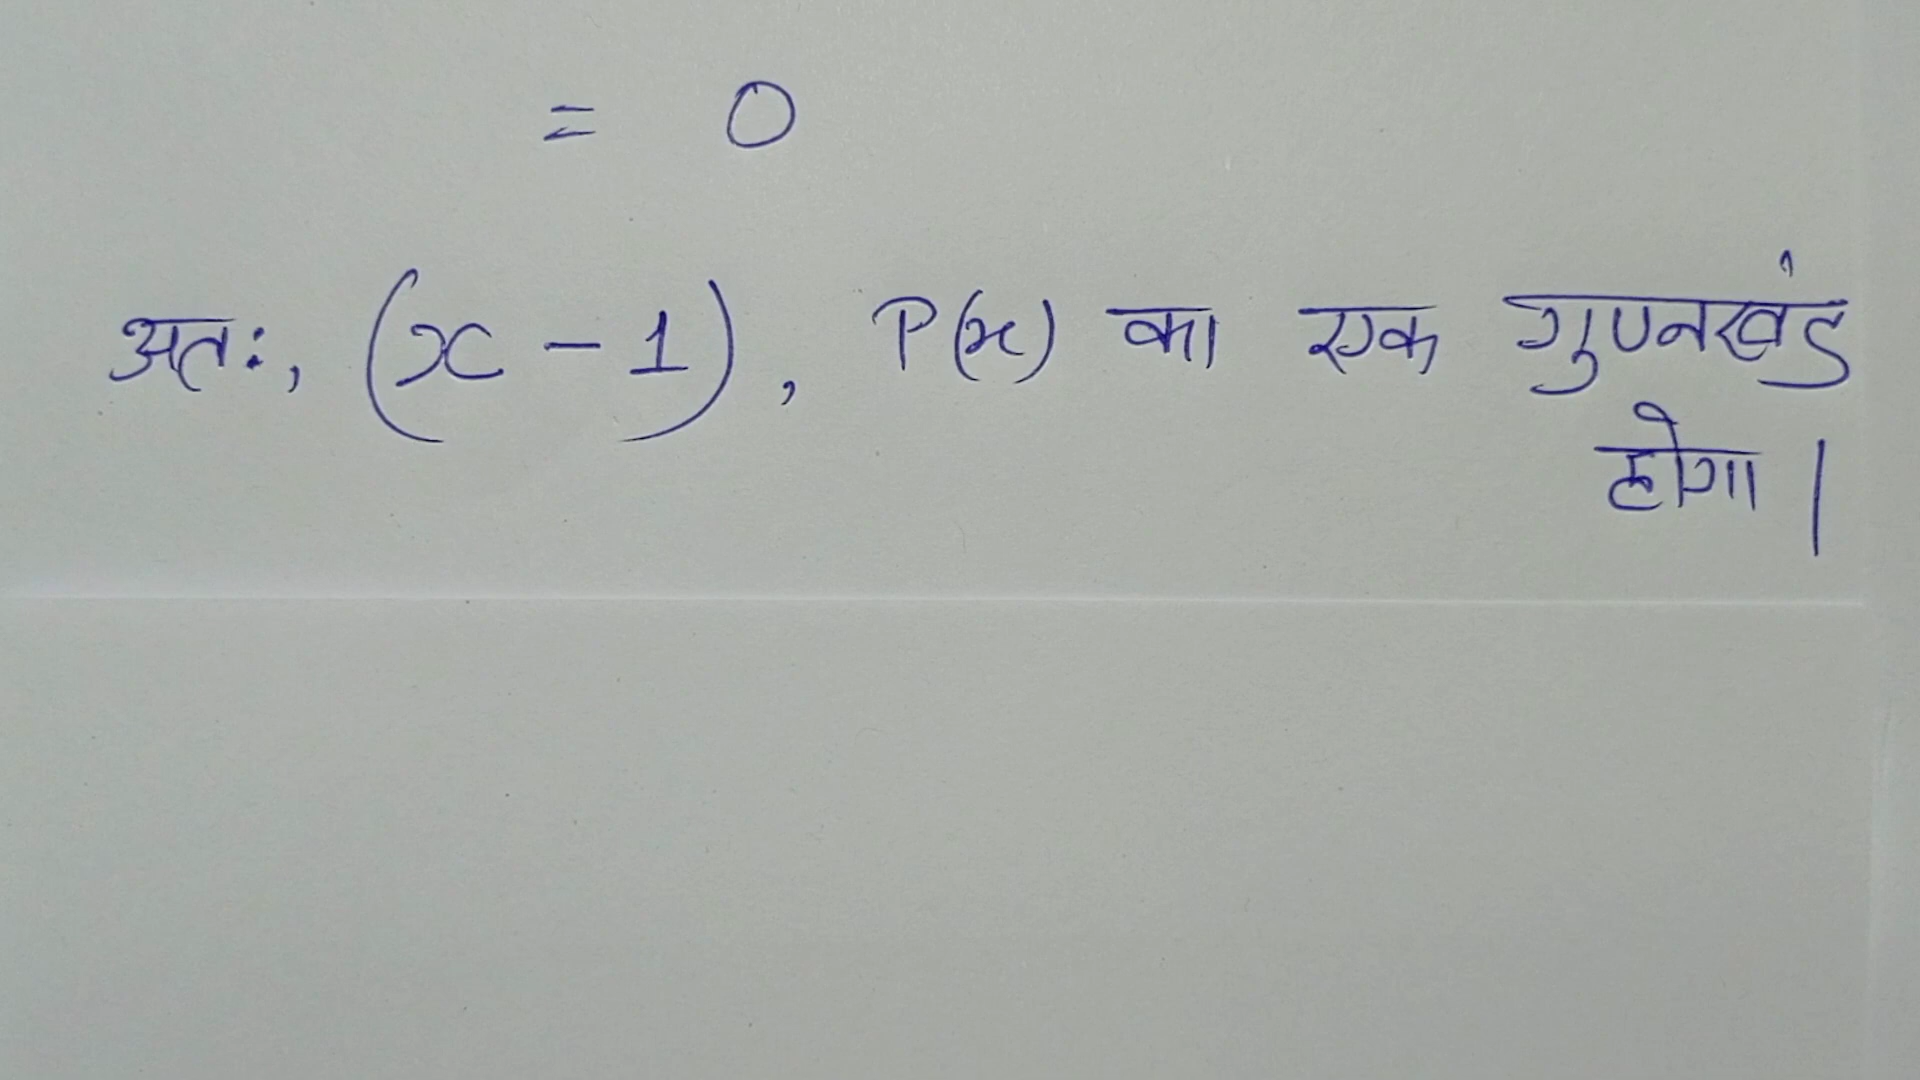 = 0
अतः, (x - 1), P(x) का एक गुणनखंड
होगा |